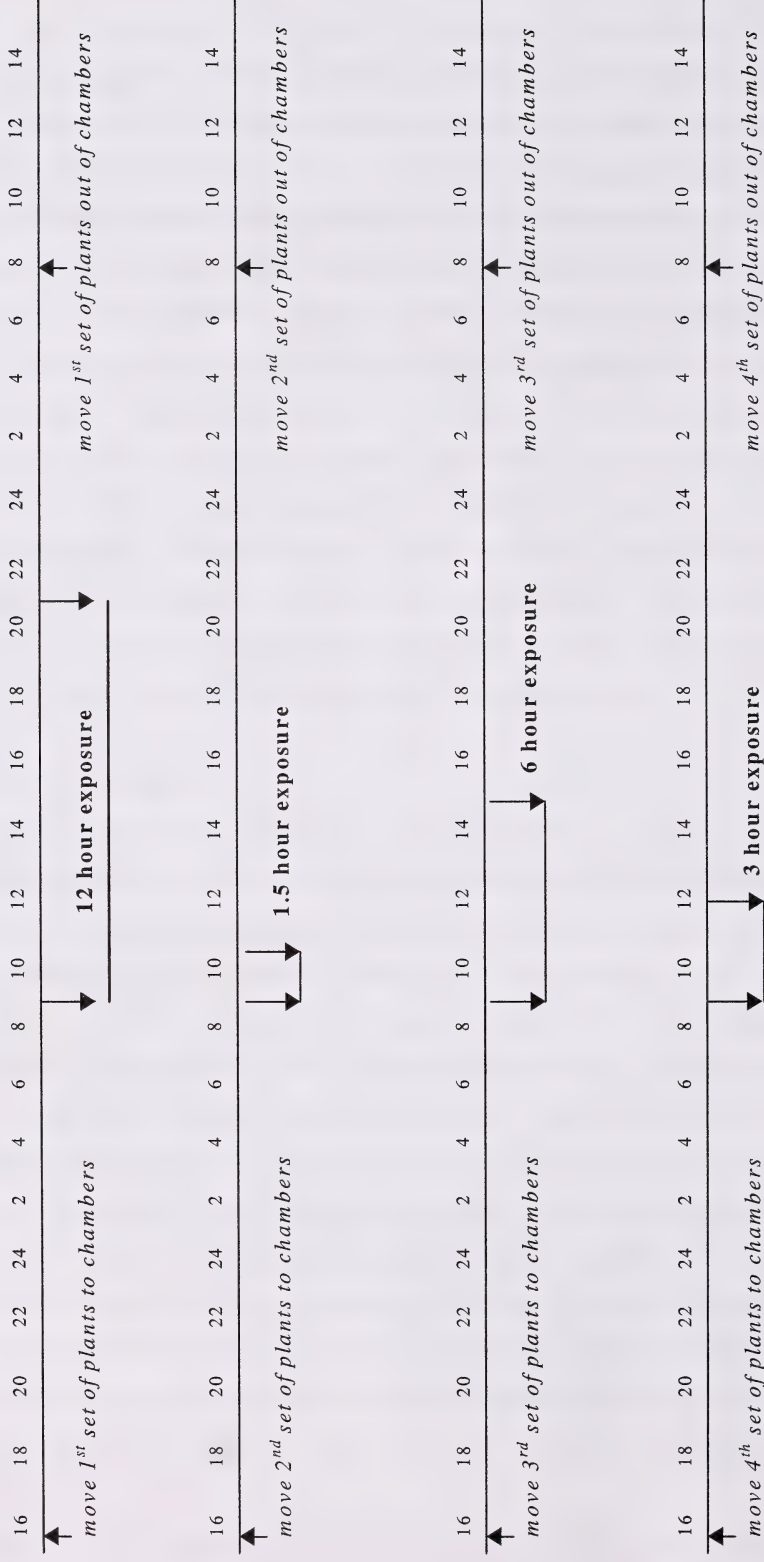 16 18 20 22 24 2 4 6 8 10 12 14 16 18 20 22 24 2 4 6 8 10 12 14
12 hour exposure
move 1st set of plants to chambers move 1st set of plants out of chambers
16 18 20 22 24 2 4 6 8 10 12 14 16 18 20 22 24 2 4 6 8 10 12 14
1.5 hour exposure
move 2nd set of plants to chambers move 2nd set of plants out of chambers
16 18 20 22 24 2 4 6 8 10 12 14 16 18 20 22 24 2 4 6 8 10 12 14
6 hour exposure
move 3rd set of plants to chambers move 3rd set of plants out of chambers
16 18 20 22 24 2 4 6 8 10 12 14 16 18 20 22 24 2 4 6 8 10 12 14
3 hour exposure
move 4th set of plants to chambers move 4th set of plants out of chambers